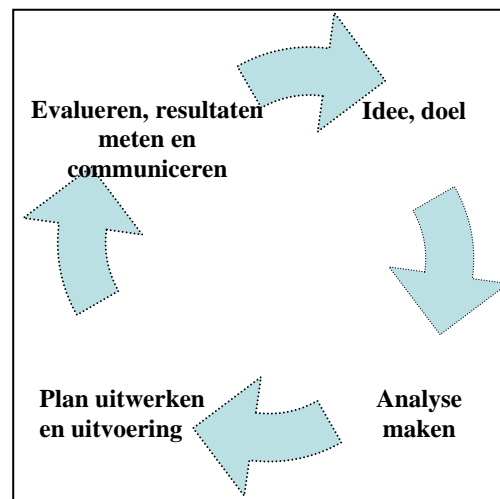 Evalueren, resultaten
meten en
communiceren
Idee, doel
Analyse
maken
Plan uitwerken
en uitvoering